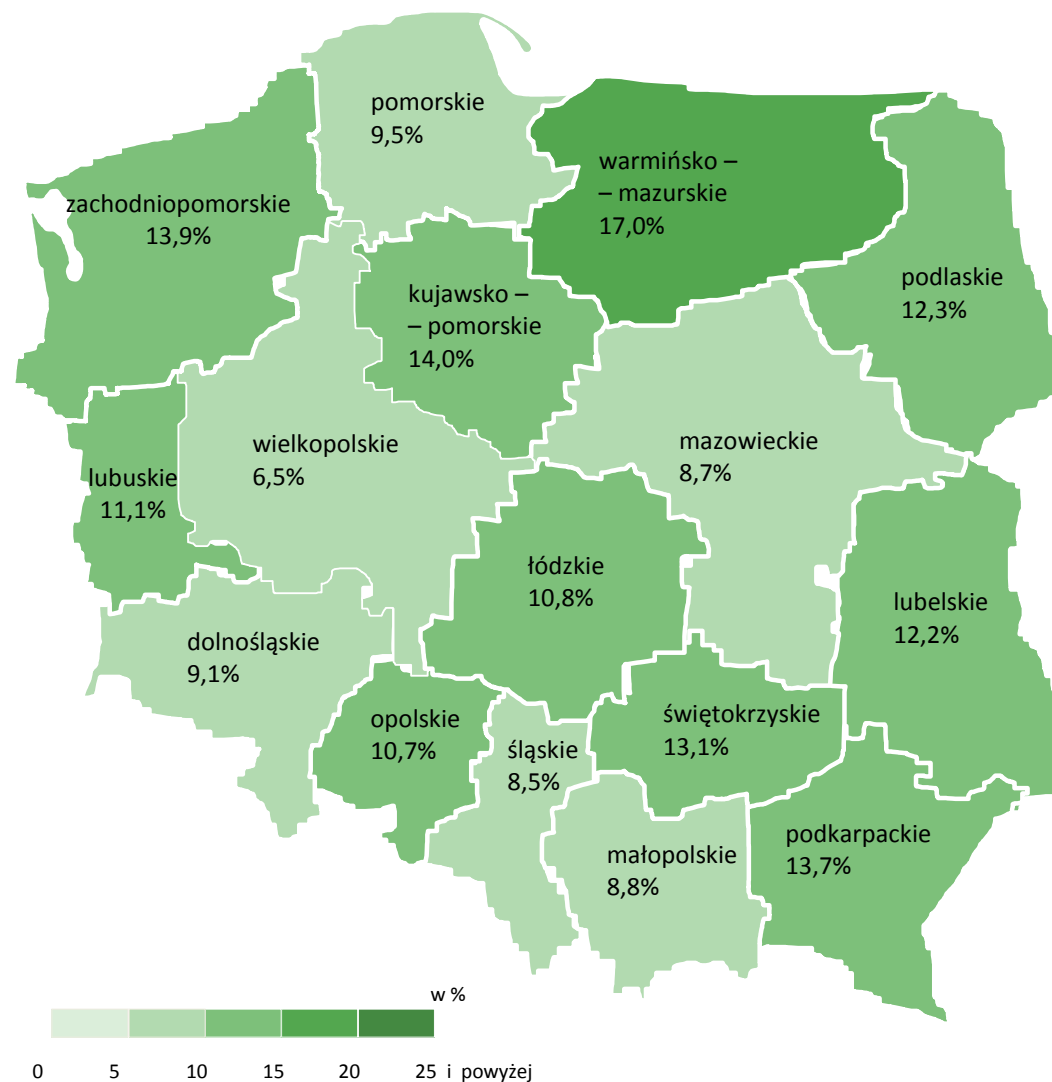 pomorskie
9,5%
warmińsko –
– mazurskie
17,0%
zachodniopomorskie
13,9%
podlaskie
12,3%
kujawsko –
– pomorskie
14,0%
wielkopolskie
6,5%
mazowieckie
8,7%
lubuskie
11,1%
łódzkie
10,8%
lubelskie
12,2%
dolnośląskie
9,1%
opolskie
10,7%
śląskie
8,5%
świętokrzyskie
13,1%
małopolskie
8,8%
podkarpackie
13,7%
w %
0 5 10 15 20 25 i powyżej